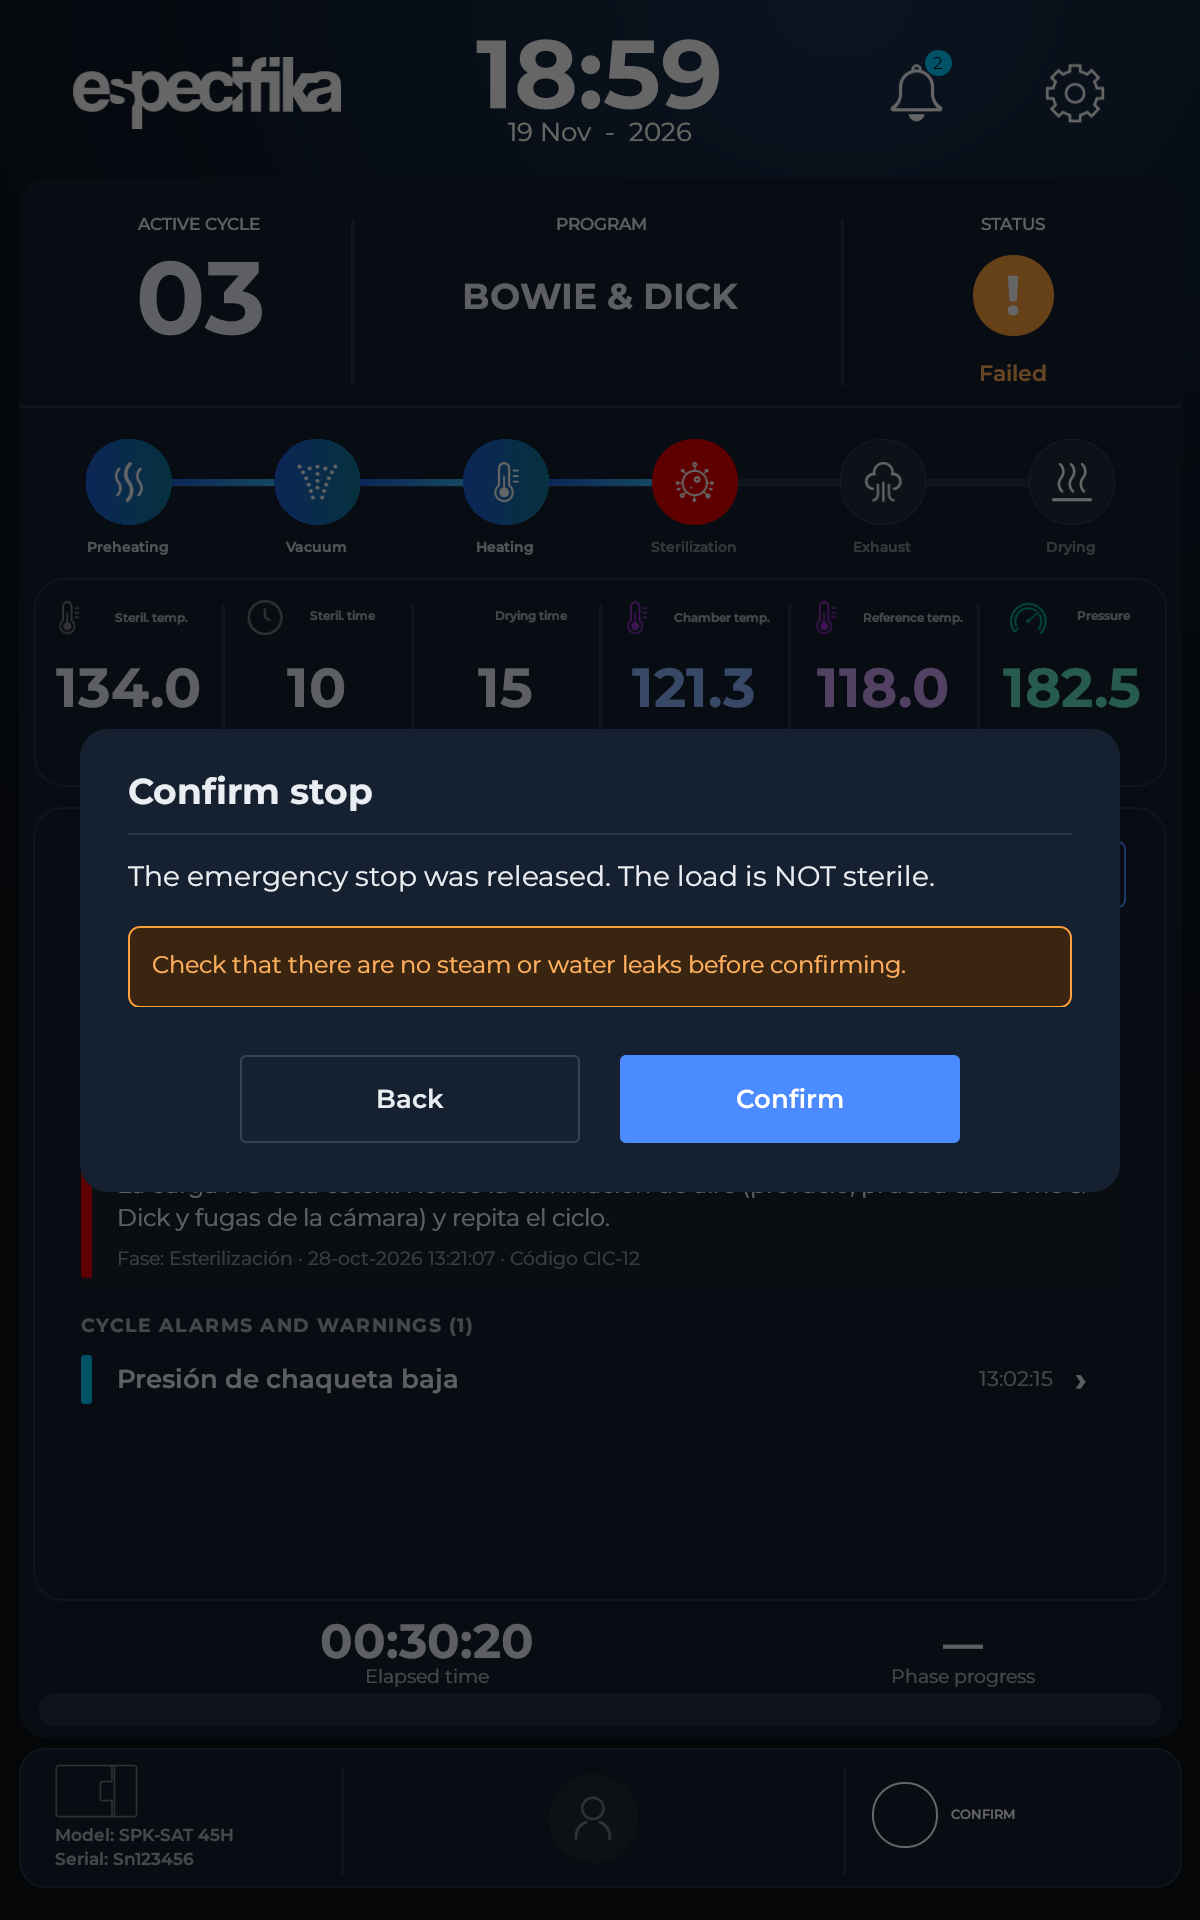 especifika
18:59
19 Nov - 2026
2
ACTIVE CYCLE
03
PROGRAM
BOWIE & DICK
STATUS
!
Failed
Preheating
Vacuum
Heating
Sterilization
Exhaust
Drying
Steril. temp.
134.0
Steril. time
10
Drying time
15
Chamber temp.
121.3
Reference temp.
118.0
Pressure
182.5
Confirm stop
The emergency stop was released. The load is NOT sterile.
Check that there are no steam or water leaks before confirming.
Back
Confirm
Dick y fugas de la cámara) y repita el ciclo.
Fase: Esterilización · 28-oct-2026 13:21:07 · Código CIC-12
CYCLE ALARMS AND WARNINGS (1)
Presión de chaqueta baja
13:02:15 ›
00:30:20
Elapsed time
—
Phase progress
Model: SPK-SAT 45H
Serial: Sn123456
CONFIRM